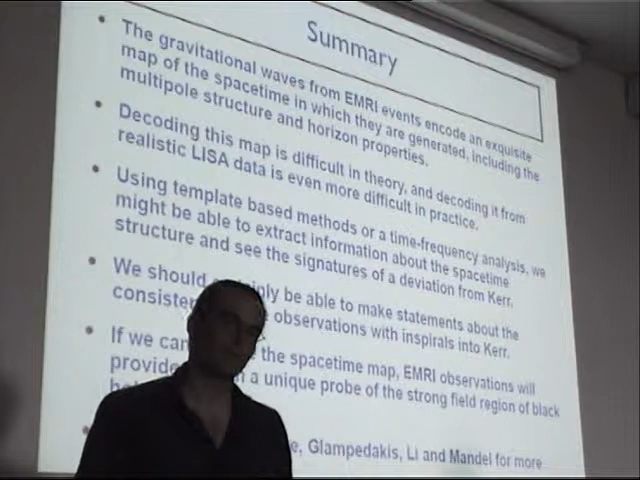 Summary
• The gravitational waves from EMRI events encode an exquisite
map of the spacetime in which they are generated, including the
multipole structure and horizon properties.
• Decoding this map is difficult in theory, and decoding it from
realistic LISA data is even more difficult in practice.
• Using template based methods or a time-frequency analysis, we
might be able to extract information about the spacetime
structure and see the signatures of a deviation from Kerr.
• We should be able to make statements about the
observations with inspirals into Kerr.
• If we can the spacetime map, EMRI observations will
a unique probe of the strong field region of black
• Glampedakis, Li and Mandel for more